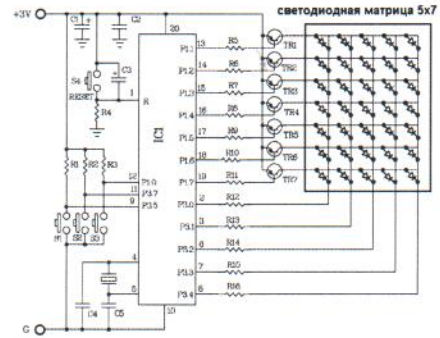 светодиодная матрица 5x7
+3V
C1
+
C2
20
P1.1
13
R5
TR1
S4
RESET
C3
+
P1.2
14
R6
TR2
1
R
P1.3
15
R7
TR3
R4
IC1
P1.4
16
R8
TR4
P1.5
17
R9
TR5
R1
R2
R3
P1.6
18
R10
TR6
12
P1.0
P1.7
19
R11
TR7
11
P3.7
P3.0
2
R12
9
P3.5
S1
S2
S3
P3.1
3
R13
P3.2
6
R14
4
P3.3
7
R15
5
P3.4
8
R16
C4
C5
10
G